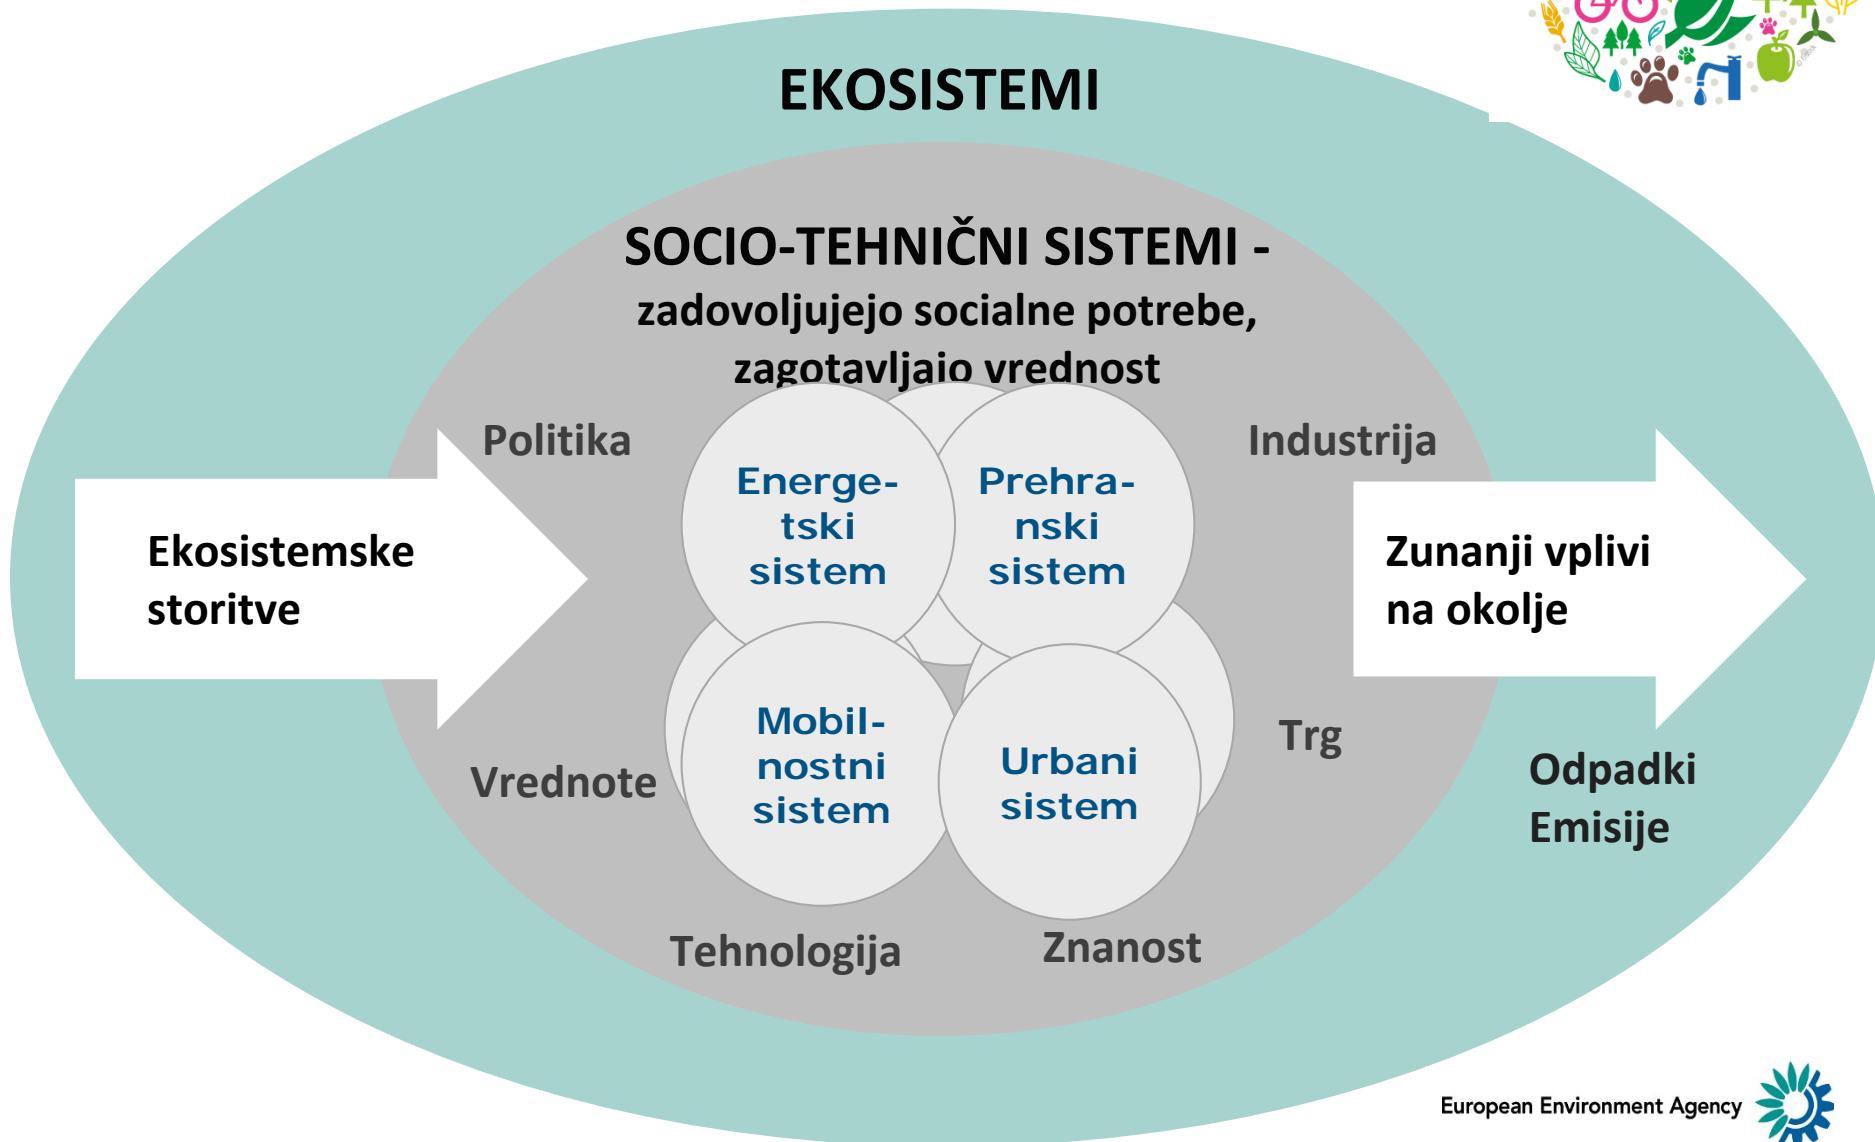 EKOSISTEMI
SOCIO-TEHNIČNI SISTEMI -
zadovoljujejo socialne potrebe,
zagotavljajo vrednost
Politika
Industrija
Energe-
tski
sistem
Prehra-
nski
sistem
Ekosistemske
storitve
Zunanji vplivi
na okolje
Mobil-
nostni
sistem
Urbani
sistem
Vrednote
Trg
Odpadki
Emisije
Tehnologija
Znanost
European Environment Agency